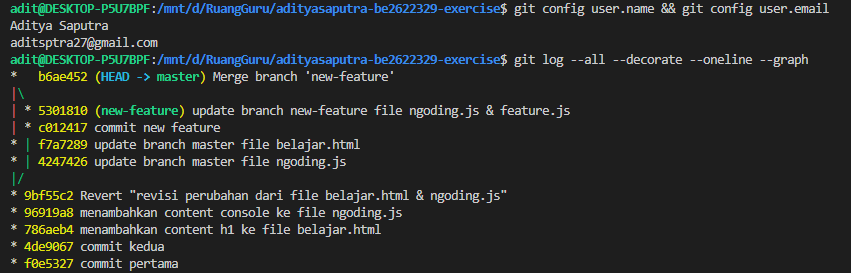 adit@DESKTOP-P5U7BPF:/mnt/d/RuangGuru/adityasaputra-be2622329-exercise$ git config user.name && git config user.email
Aditya Saputra
aditsptra27@gmail.com
adit@DESKTOP-P5U7BPF:/mnt/d/RuangGuru/adityasaputra-be2622329-exercise$ git log --all --decorate --oneline --graph
*   b6ae452 (HEAD -> master) Merge branch 'new-feature'
|\
| * 5301810 (new-feature) update branch new-feature file ngoding.js & feature.js
| * c012417 commit new feature
* | f7a7289 update branch master file belajar.html
* | 4247426 update branch master file ngoding.js
|/
* 9bf55c2 Revert "revisi perubahan dari file belajar.html & ngoding.js"
* 96919a8 menambahkan content console ke file ngoding.js
* 786aeb4 menambahkan content h1 ke file belajar.html
* 4de9067 commit kedua
* f0e5327 commit pertama